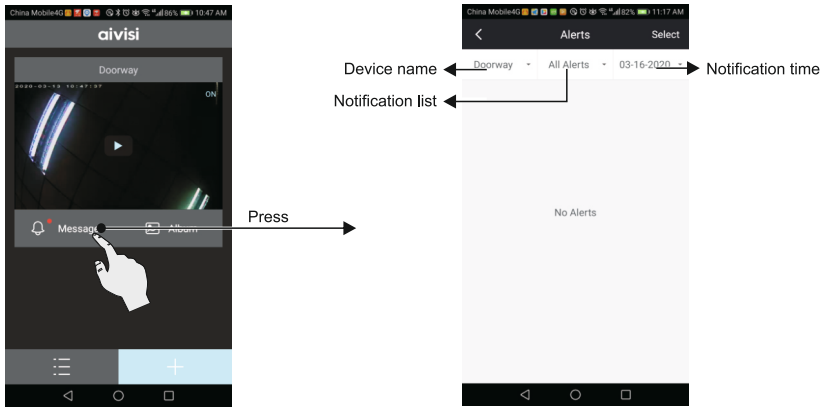 China Mobile4G 86% 10:47 AM
aivisi
Doorway
2020-03-13 10:47:37
ON
Message
Album
Press
China Mobile4G 82% 11:17 AM
Alerts Select
Doorway All Alerts 03-16-2020
Device name
Notification list
Notification time
No Alerts